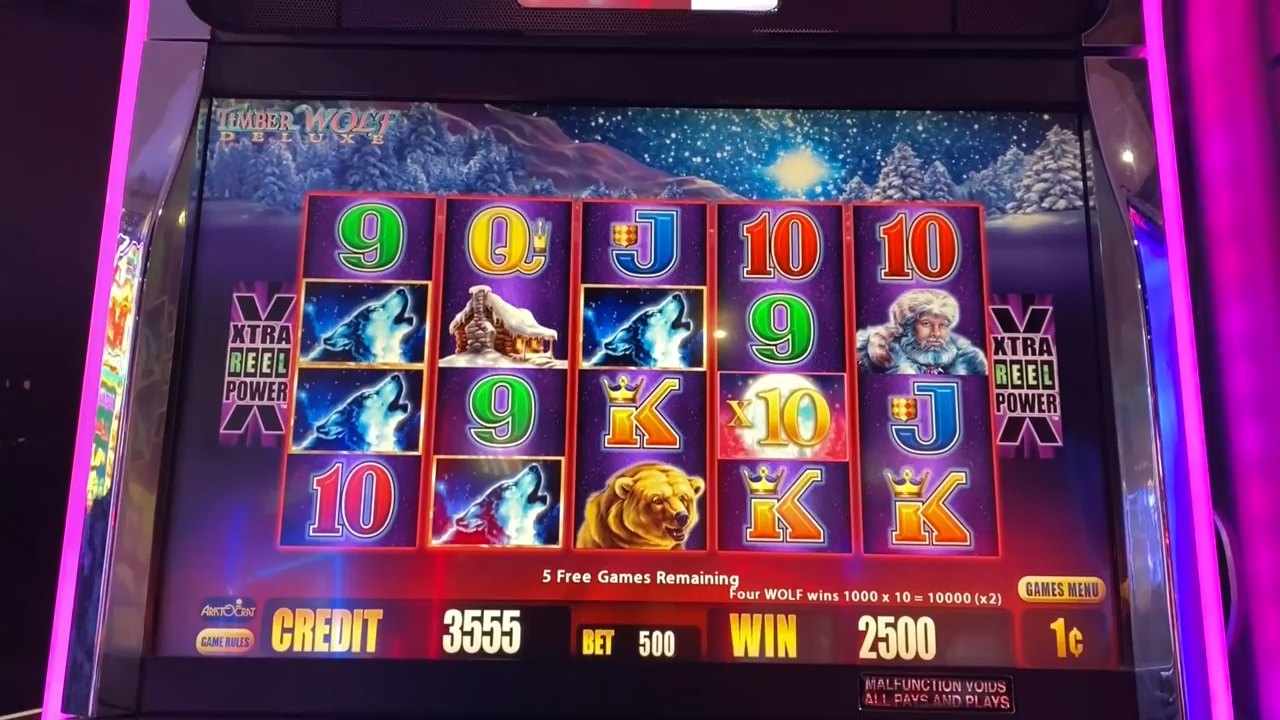 TIMBER WOLF
DELUXE
9 Q J 10 10
9
XTRA
REEL
POWER
X10
9 K J
10 K K
XTRA
REEL
POWER
5 Free Games Remaining
Four WOLF wins 1000 x 10 = 10000 (x2)
GAMES MENU
ARISTOCRAT
GAME RULES
CREDIT 3555 BET 500 WIN 2500 1¢
MALFUNCTION VOIDS
ALL PAYS AND PLAYS